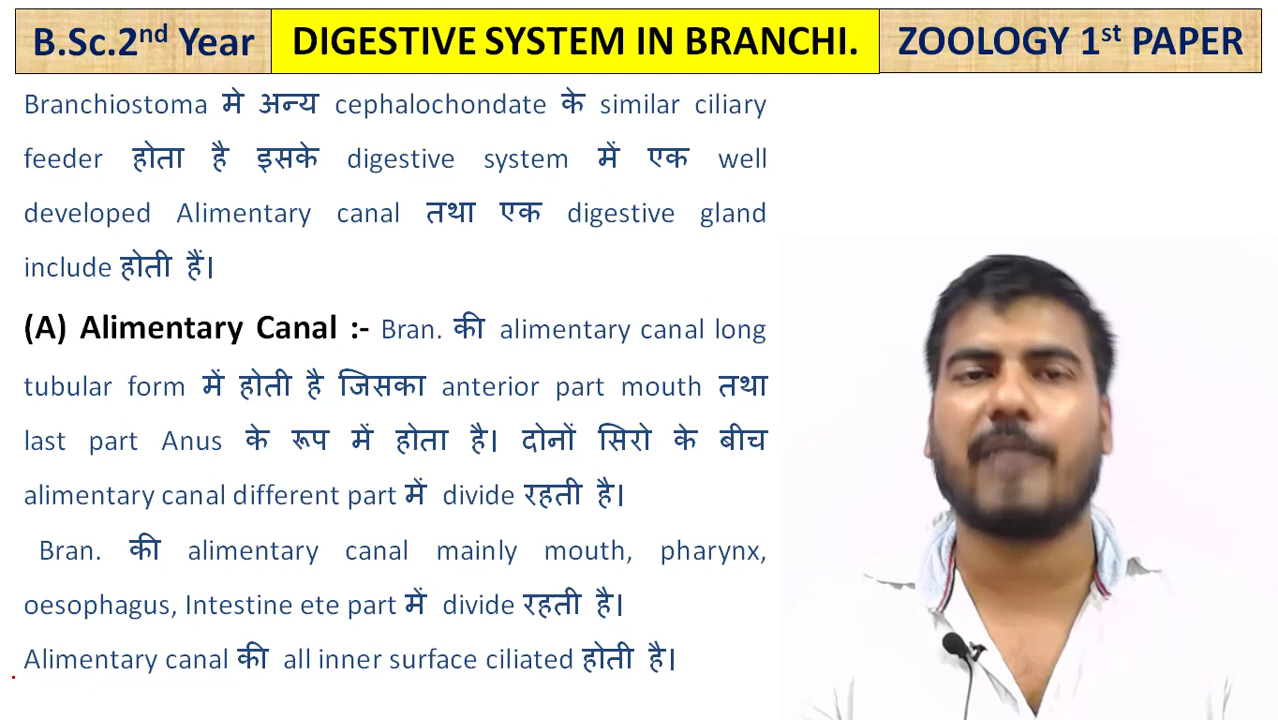 B.Sc.2nd Year DIGESTIVE SYSTEM IN BRANCHI. ZOOLOGY 1st PAPER
Branchiostoma मे अन्य cephalochondate के similar ciliary
feeder होता है इसके digestive system में एक well
developed Alimentary canal तथा एक digestive gland
include होती हैं।
(A) Alimentary Canal :- Bran. की alimentary canal long
tubular form में होती है जिसका anterior part mouth तथा
last part Anus के रूप में होता है। दोनों सिरो के बीच
alimentary canal different part में divide रहती है।
Bran. की alimentary canal mainly mouth, pharynx,
oesophagus, Intestine ete part में divide रहती है।
Alimentary canal की all inner surface ciliated होती है।